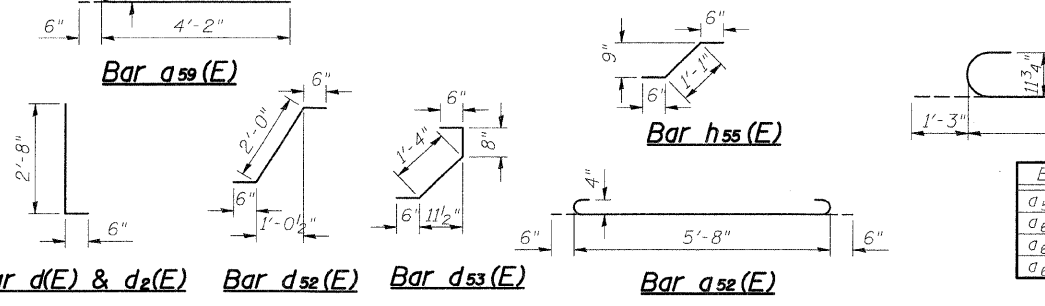 6" 4'-2"
Bar a59(E)
2'-8"
6"
ar d(E) & d2(E)
6"
2'-0"
6"
1'-0½"
Bar d52(E)
6"
1'-4"
8"
6" 11½"
Bar d53(E)
6"
9"
1'-1"
6"
Bar h55(E)
4"
6" 5'-8" 6"
Bar a52(E)
11¾"
1'-3"